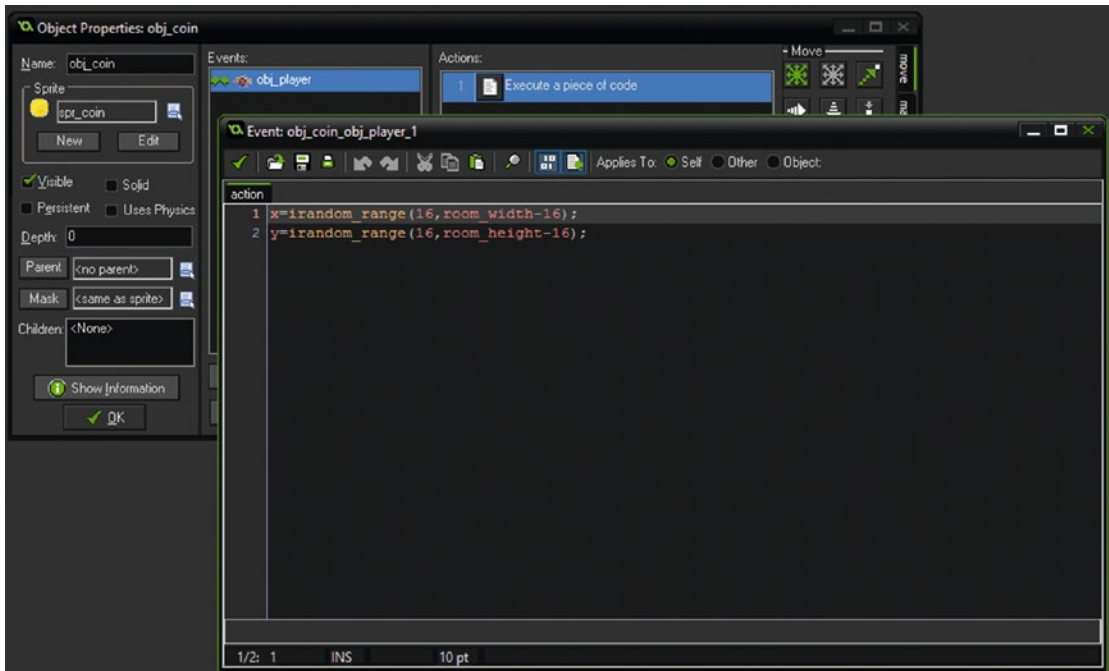 Object Properties: obj_coin
Name: obj_coin
Sprite
spr_coin
New Edit
Visible Solid
Persistent Uses Physics
Depth: 0
Parent <no parent>
Mask <same as sprite>
Children: <None>
Show Information
OK
Events:
obj_player
Actions:
1 Execute a piece of code
Move
move
Event: obj_coin_obj_player_1
Applies To: Self Other Object:
action
1 x=irandom_range(16,room_width-16);
2 y=irandom_range(16,room_height-16);
1/2: 1 INS 10 pt